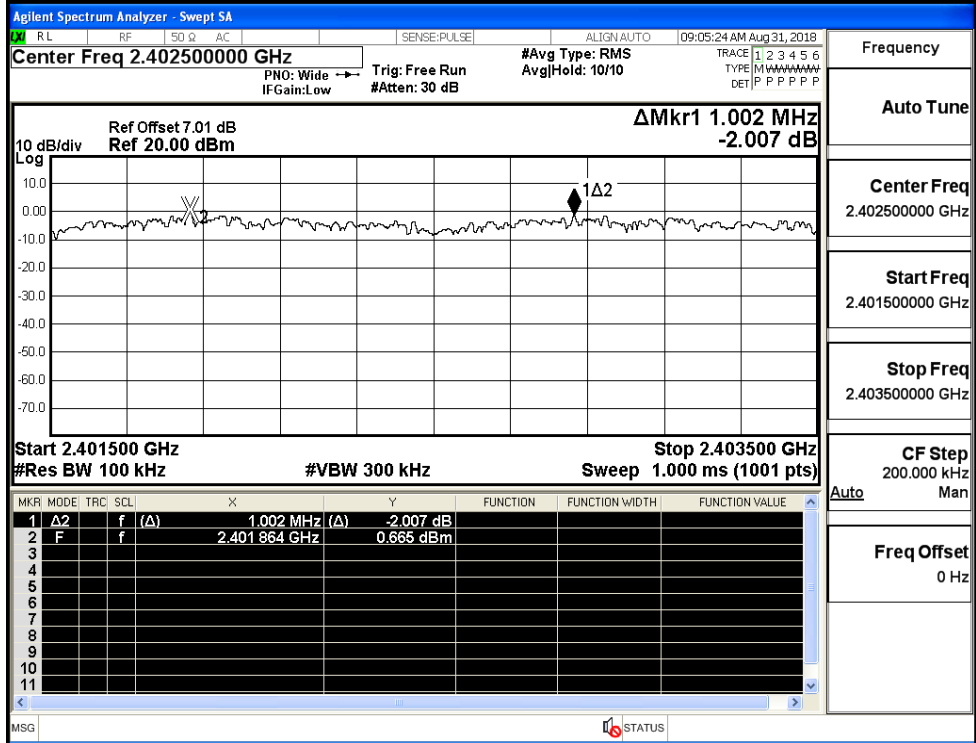 Agilent Spectrum Analyzer - Swept SA
LXI RL RF 50 Ω AC SENSE:PULSE ALIGN AUTO 09:05:24 AM Aug 31, 2018
Center Freq 2.402500000 GHz
PNO: Wide
IFGain:Low
Trig: Free Run
#Atten: 30 dB
#Avg Type: RMS
Avg|Hold: 10/10
TRACE 1 2 3 4 5 6
TYPE M W W W W W
DET P P P P P P
Ref Offset 7.01 dB
10 dB/div Ref 20.00 dBm
Log
ΔMkr1 1.002 MHz
-2.007 dB
10.0
0.00
-10.0
-20.0
-30.0
-40.0
-50.0
-60.0
-70.0
2
1Δ2
Start 2.401500 GHz Stop 2.403500 GHz
#Res BW 100 kHz #VBW 300 kHz Sweep 1.000 ms (1001 pts)
MKR MODE TRC SCL X Y FUNCTION FUNCTION WIDTH FUNCTION VALUE
1 Δ2 f (Δ) 1.002 MHz (Δ) -2.007 dB
2 F f 2.401 864 GHz 0.665 dBm
3
4
5
6
7
8
9
10
11
MSG STATUS
Frequency
Auto Tune
Center Freq
2.402500000 GHz
Start Freq
2.401500000 GHz
Stop Freq
2.403500000 GHz
CF Step
200.000 kHz
Auto Man
Freq Offset
0 Hz